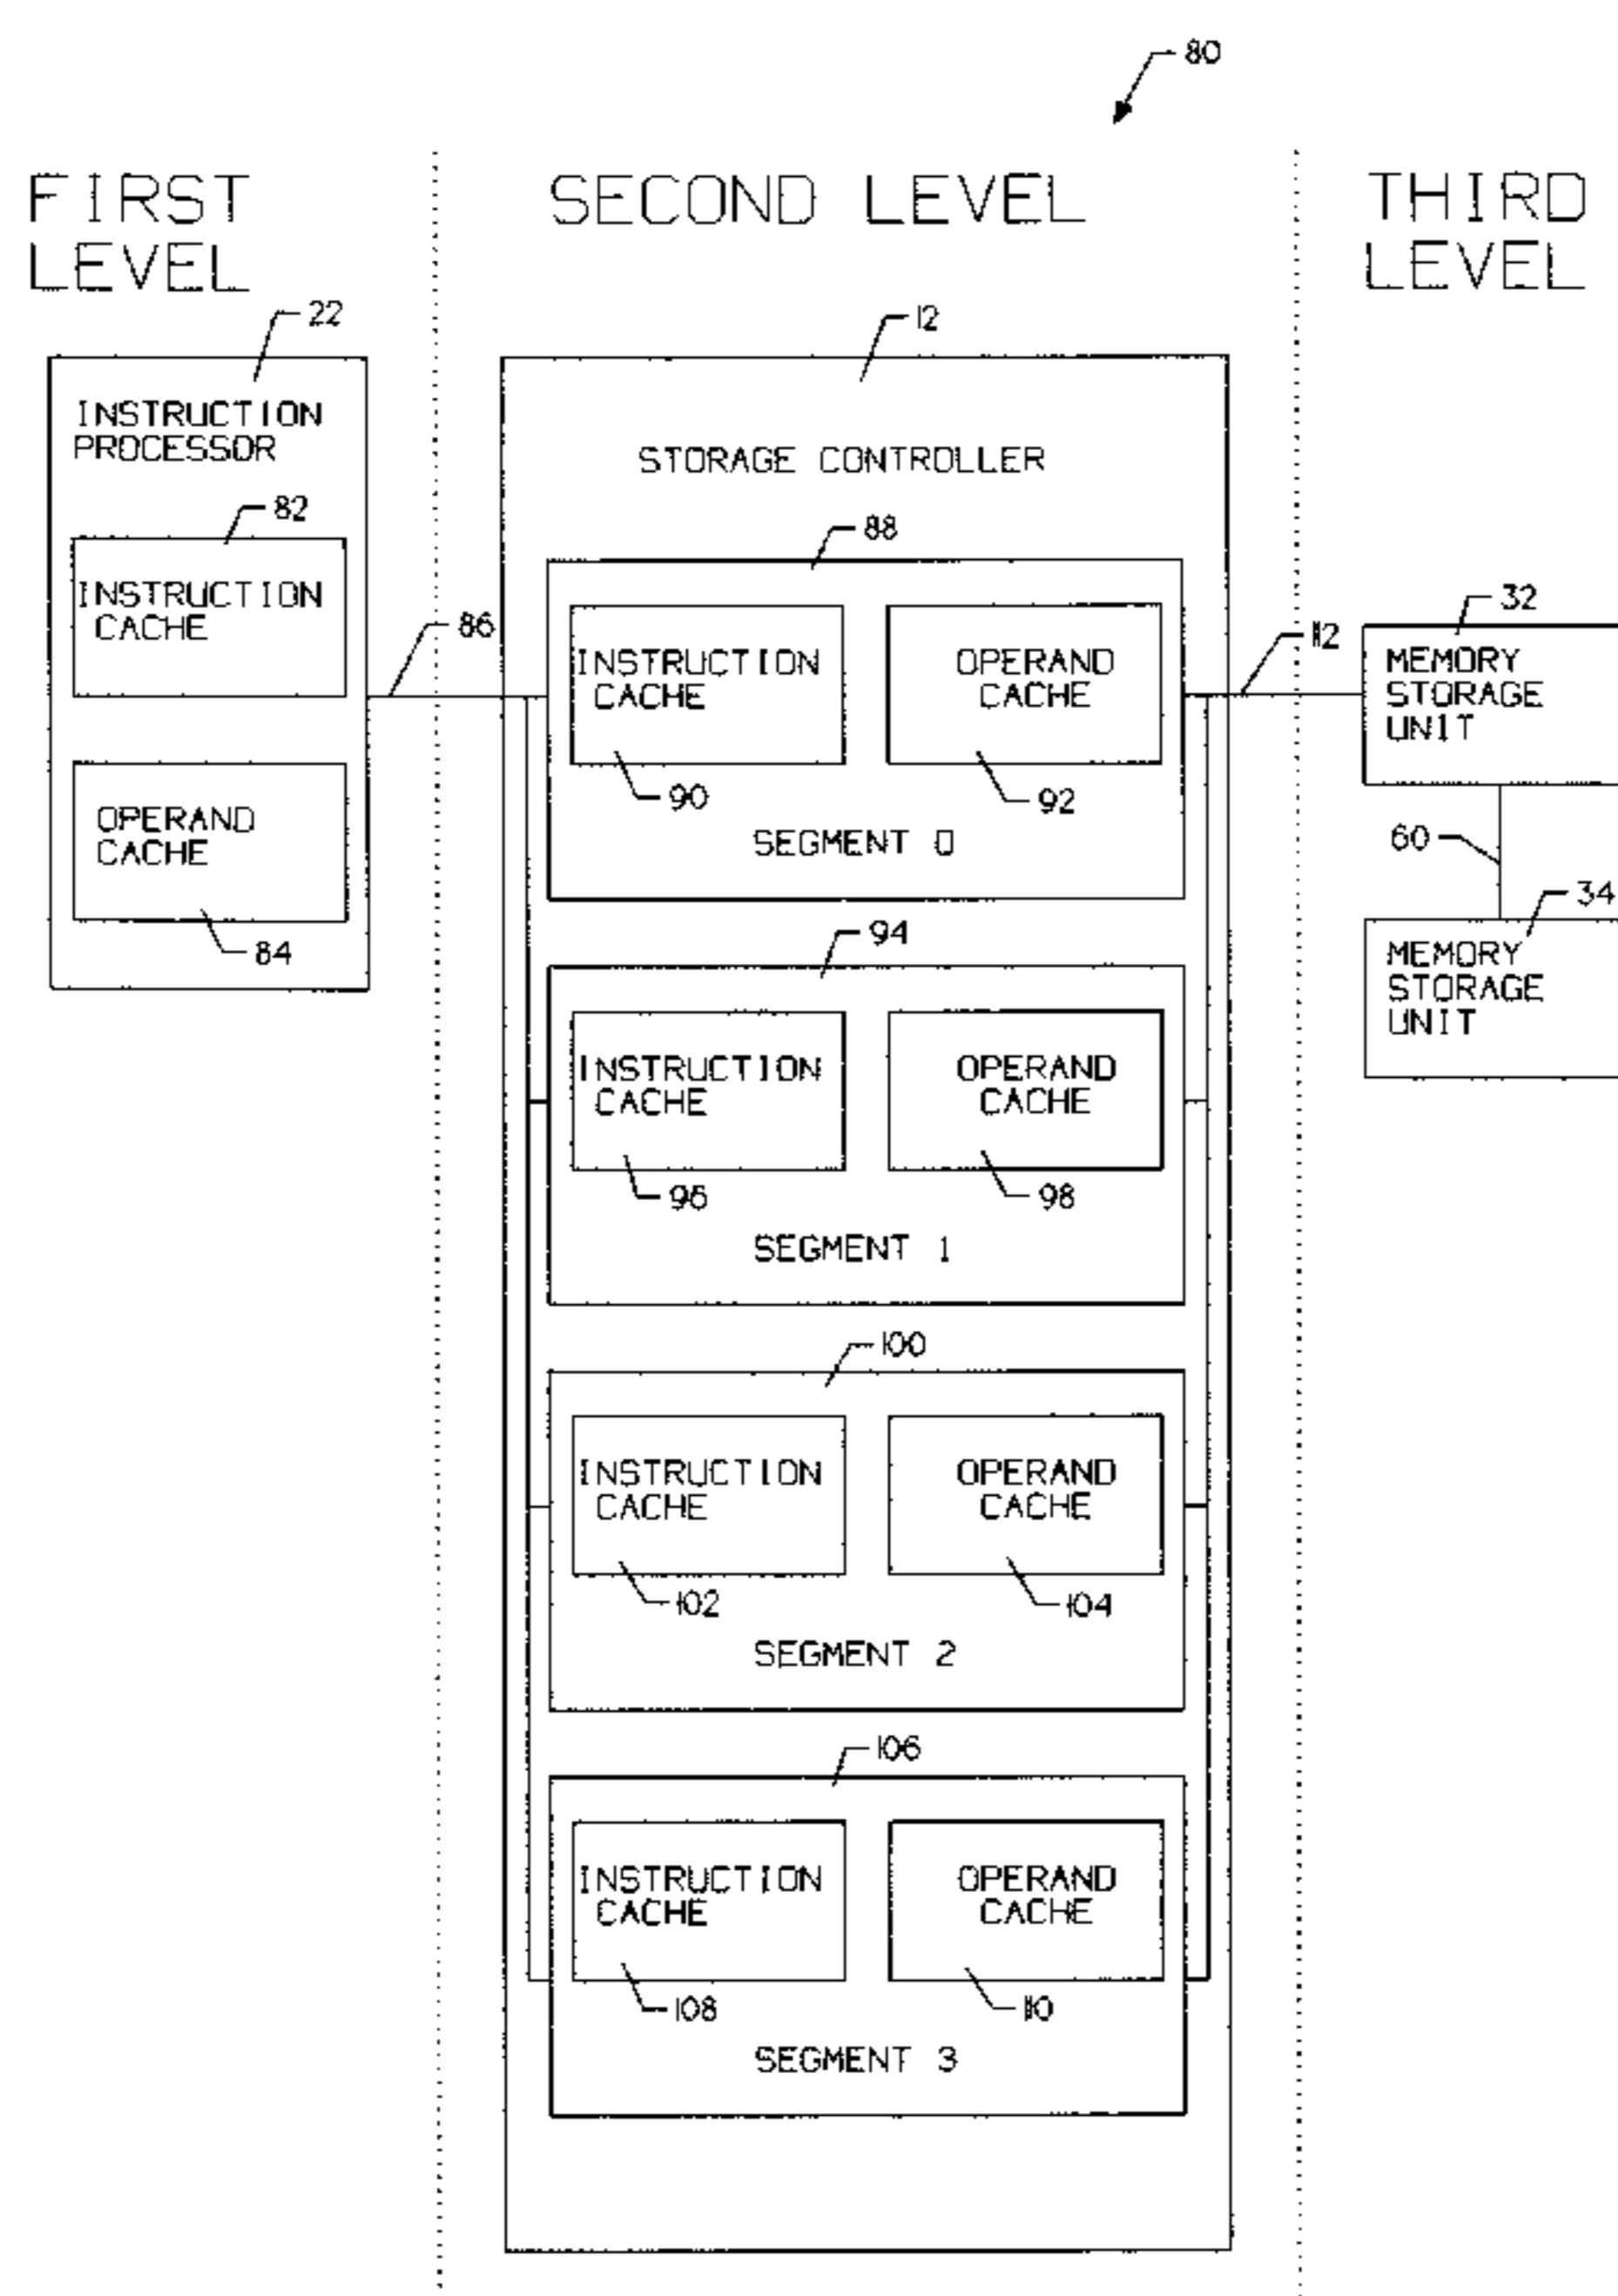 80
FIRST
LEVEL
SECOND LEVEL
THIRD
LEVEL
22
INSTRUCTION
PROCESSOR
82
INSTRUCTION
CACHE
OPERAND
CACHE
84
86
12
STORAGE CONTROLLER
88
INSTRUCTION
CACHE
90
OPERAND
CACHE
92
SEGMENT 0
94
INSTRUCTION
CACHE
96
OPERAND
CACHE
98
SEGMENT 1
100
INSTRUCTION
CACHE
102
OPERAND
CACHE
104
SEGMENT 2
106
INSTRUCTION
CACHE
108
OPERAND
CACHE
110
SEGMENT 3
112
32
MEMORY
STORAGE
UNIT
60
34
MEMORY
STORAGE
UNIT